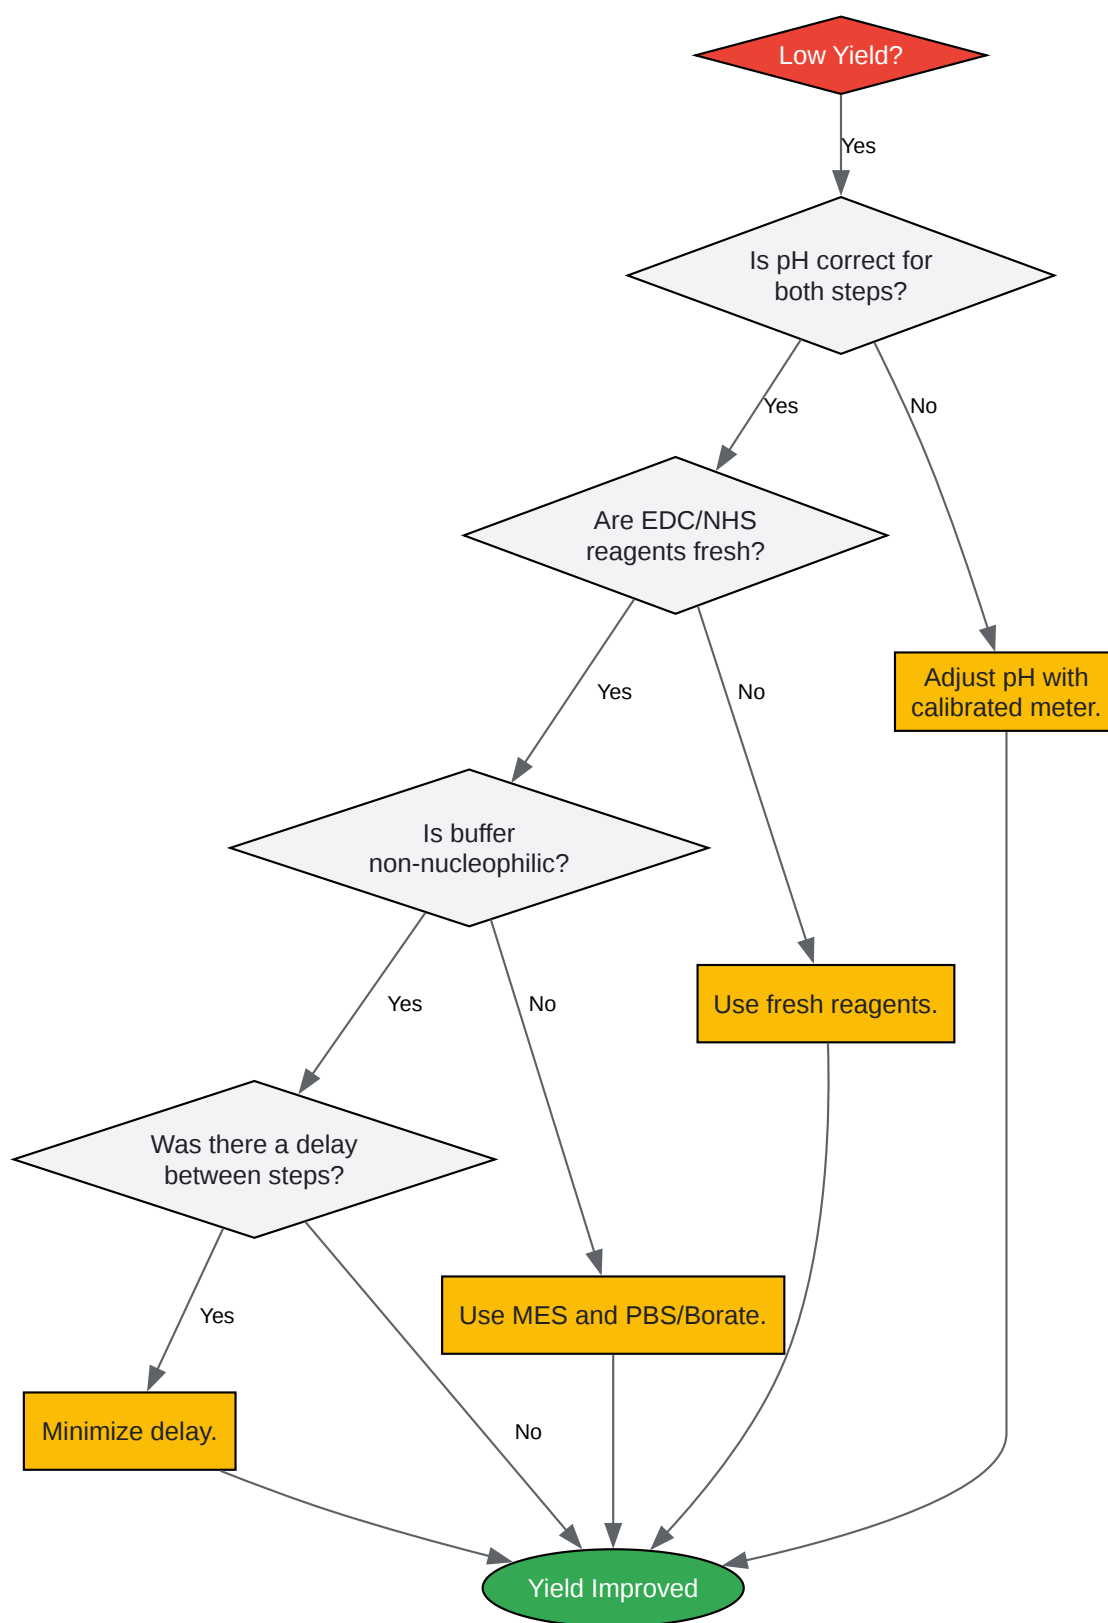 Low Yield?
Yes
Is pH correct for
both steps?
Yes
No
Are EDC/NHS
reagents fresh?
Adjust pH with
calibrated meter.
Yes
No
Is buffer
non-nucleophilic?
Use fresh reagents.
Yes
No
Was there a delay
between steps?
Use MES and PBS/Borate.
Yes
No
Minimize delay.
Yield Improved